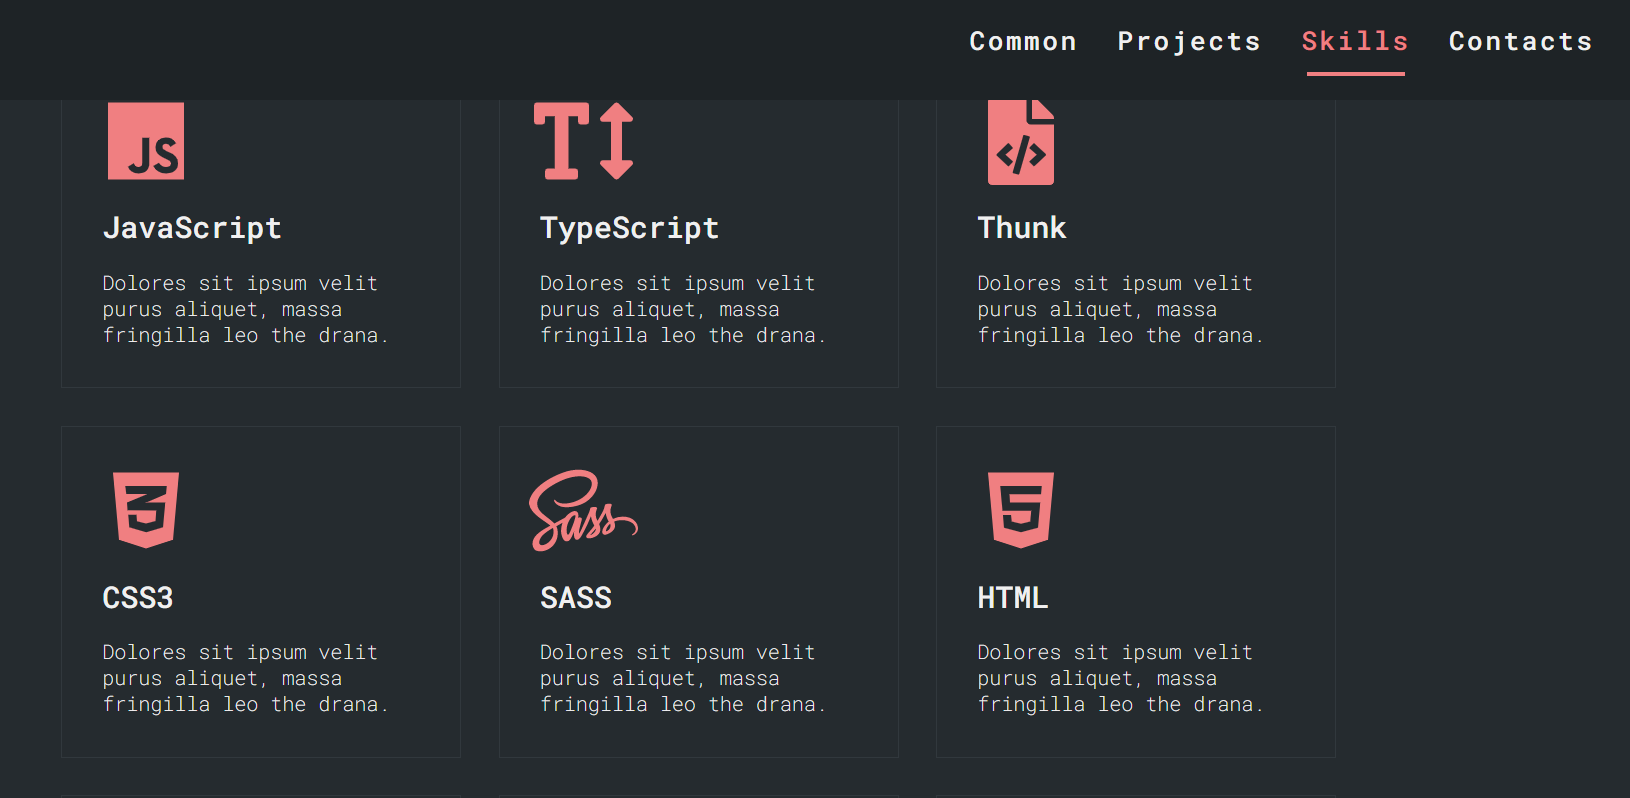 Common Projects Skills Contacts
JS
T
JavaScript
TypeScript
Thunk
Dolores sit ipsum velit
purus aliquet, massa
fringilla leo the drana.
Dolores sit ipsum velit
purus aliquet, massa
fringilla leo the drana.
Dolores sit ipsum velit
purus aliquet, massa
fringilla leo the drana.
3
Sass
5
CSS3
SASS
HTML
Dolores sit ipsum velit
purus aliquet, massa
fringilla leo the drana.
Dolores sit ipsum velit
purus aliquet, massa
fringilla leo the drana.
Dolores sit ipsum velit
purus aliquet, massa
fringilla leo the drana.